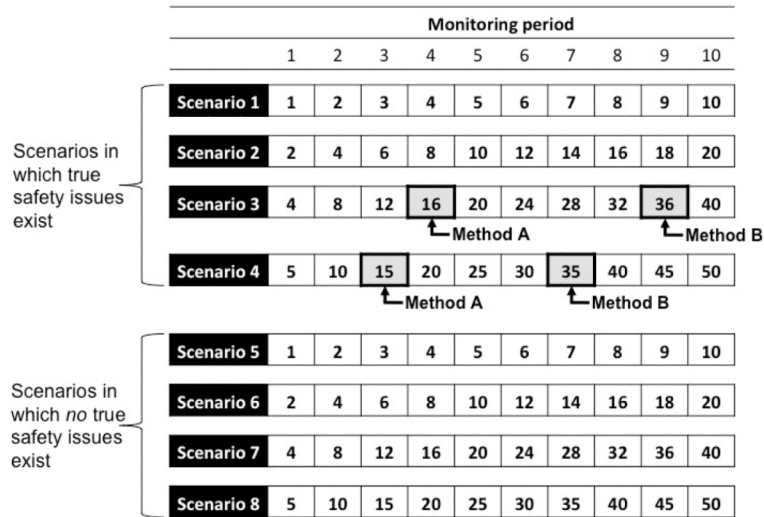 Monitoring period
1 2 3 4 5 6 7 8 9 10
Scenarios in which true safety issues exist
Scenario 1 1 2 3 4 5 6 7 8 9 10
Scenario 2 2 4 6 8 10 12 14 16 18 20
Scenario 3 4 8 12 16 20 24 28 32 36 40
Method A Method B
Scenario 4 5 10 15 20 25 30 35 40 45 50
Method A Method B
Scenarios in which no true safety issues exist
Scenario 5 1 2 3 4 5 6 7 8 9 10
Scenario 6 2 4 6 8 10 12 14 16 18 20
Scenario 7 4 8 12 16 20 24 28 32 36 40
Scenario 8 5 10 15 20 25 30 35 40 45 50